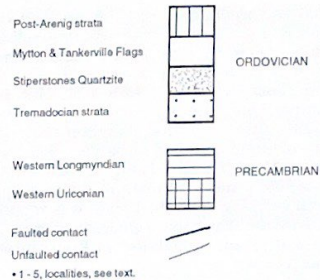 Post-Arenig strata
Mytton & Tankerville Flags
ORDOVICIAN
Stiperstones Quartzite
Tremadocian strata
Western Longmyndian
PRECAMBRIAN
Western Uriconian
Faulted contact
Unfaulted contact
• 1 - 5, localities, see text.